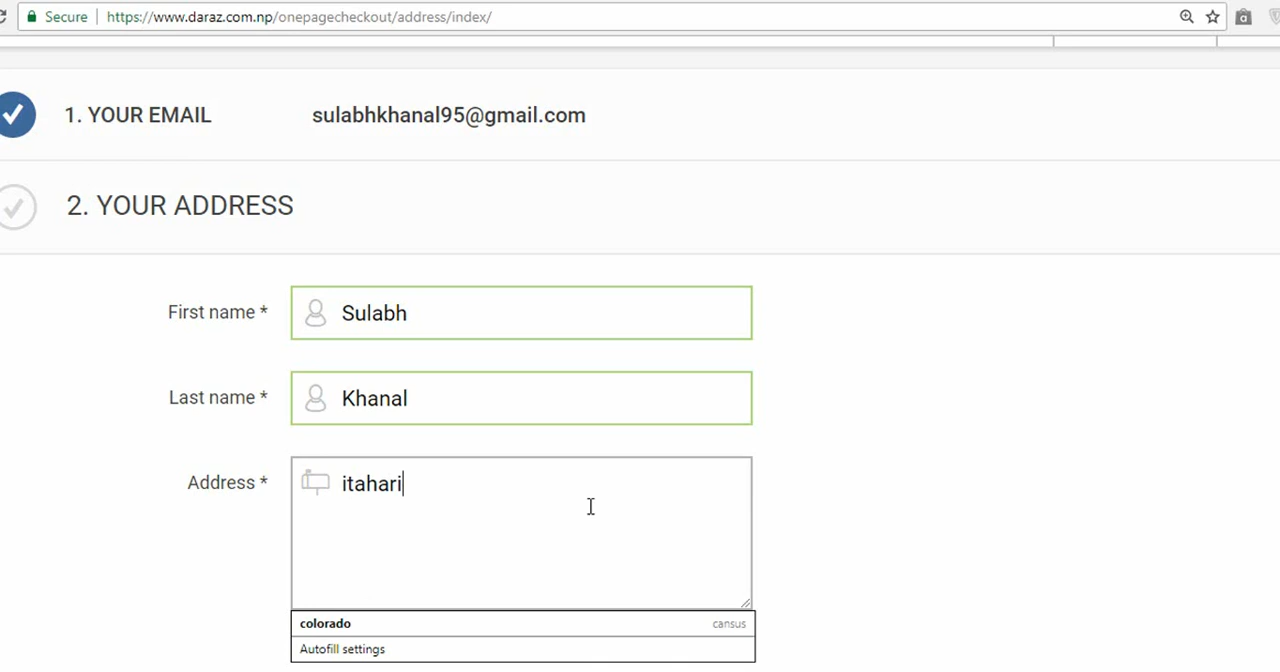 Secure https://www.daraz.com.np/onepagecheckout/address/index/
1. YOUR EMAIL sulabhkhanal95@gmail.com
2. YOUR ADDRESS
First name * Sulabh
Last name * Khanal
Address * itahari
colorado cansus
Autofill settings